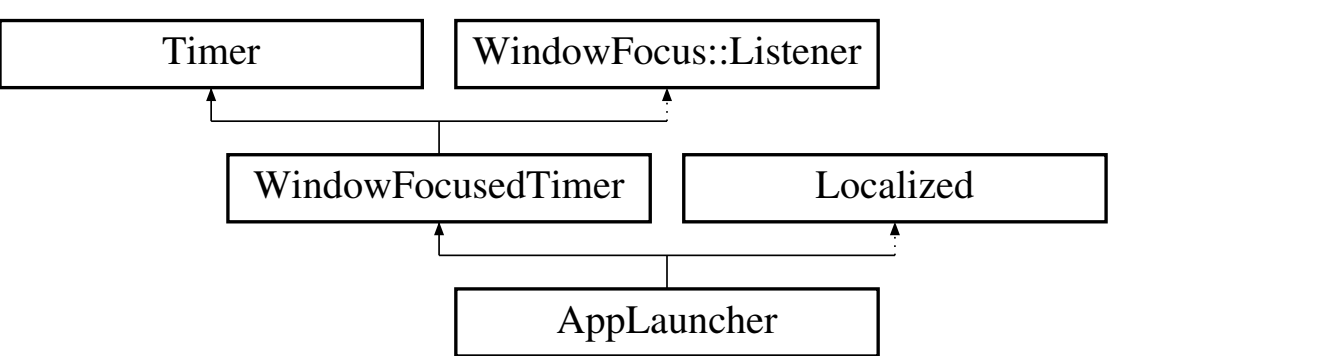 Timer
WindowFocus::Listener
WindowFocusedTimer
Localized
AppLauncher